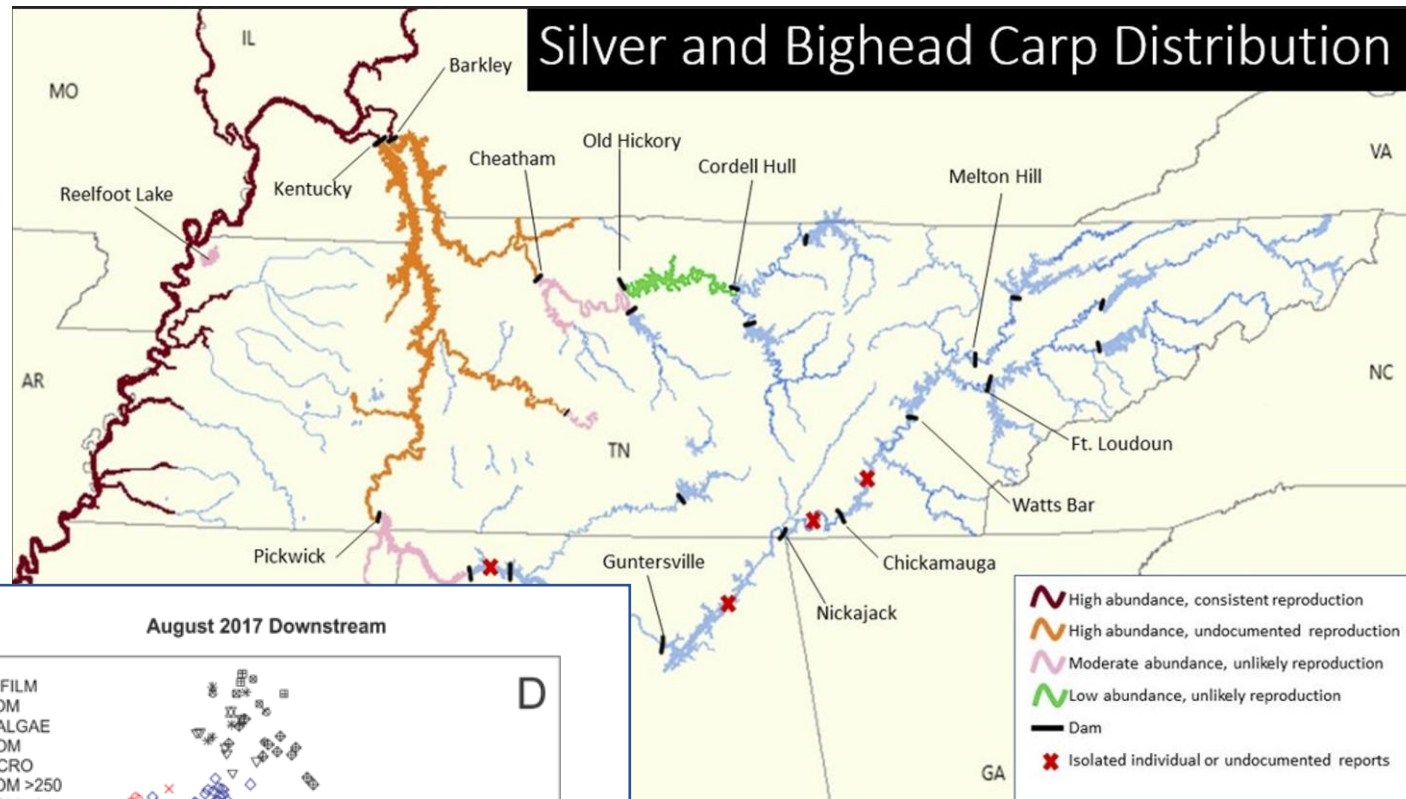 Silver and Bighead Carp Distribution
IL
MO
Barkley
VA
Old Hickory
Cheatham
Cordell Hull
Melton Hill
Reelfoot Lake
Kentucky
AR
NC
TN
Ft. Loudoun
Watts Bar
Pickwick
Guntersville
Chickamauga
Nickajack
GA
High abundance, consistent reproduction
High abundance, undocumented reproduction
Moderate abundance, unlikely reproduction
Low abundance, unlikely reproduction
Dam
Isolated individual or undocumented reports
August 2017 Downstream
D
FILM
OM
ALGAE
OM
CRO
OM >250